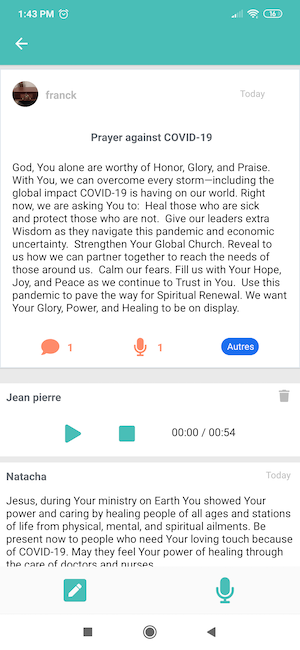 1:43 PM 16
franck Today
Prayer against COVID-19
God, You alone are worthy of Honor, Glory, and Praise.
With You, we can overcome every storm—including the
global impact COVID-19 is having on our world. Right
now, we are asking You to:  Heal those who are sick
and protect those who are not.  Give our leaders extra
Wisdom as they navigate this pandemic and economic
uncertainty.  Strengthen Your Global Church. Reveal to
us how we can partner together to reach the needs of
those around us.  Calm our fears. Fill us with Your Hope,
Joy, and Peace as we continue to Trust in You.  Use this
pandemic to pave the way for Spiritual Renewal. We want
Your Glory, Power, and Healing to be on display.
1 1 Autres
Jean pierre
00:00 / 00:54
Natacha Today
Jesus, during Your ministry on Earth You showed Your
power and caring by healing people of all ages and stations
of life from physical, mental, and spiritual ailments. Be
present now to people who need Your loving touch because
of COVID-19. May they feel Your power of healing through
the care of doctors and nurses